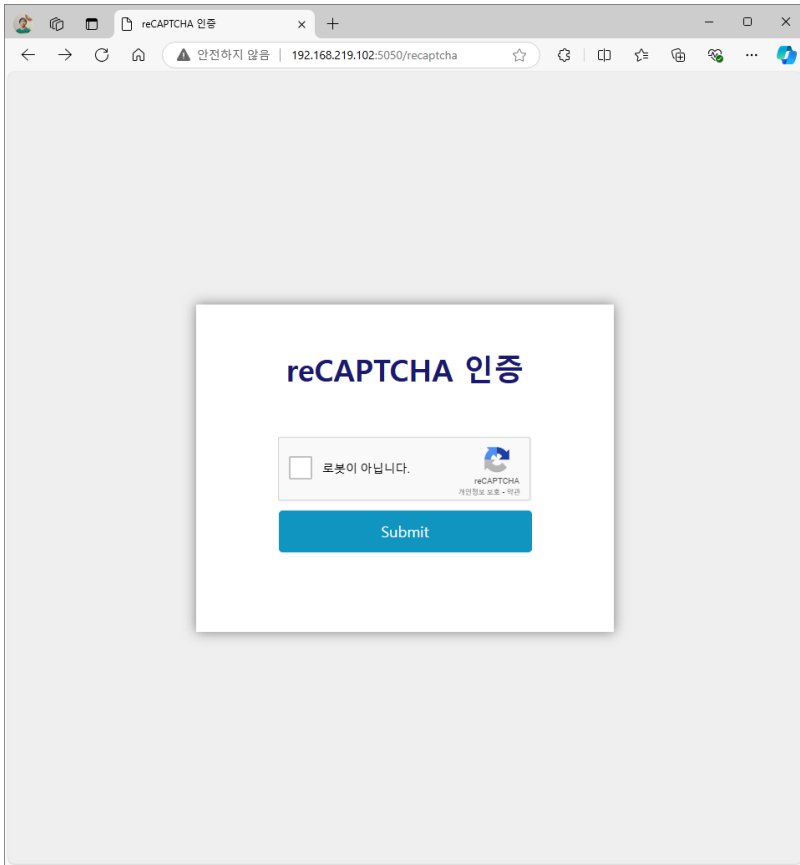 reCAPTCHA 인증
안전하지 않음 192.168.219.102:5050/recaptcha
reCAPTCHA 인증
로봇이 아닙니다.
reCAPTCHA
개인정보 보호 - 약관
Submit